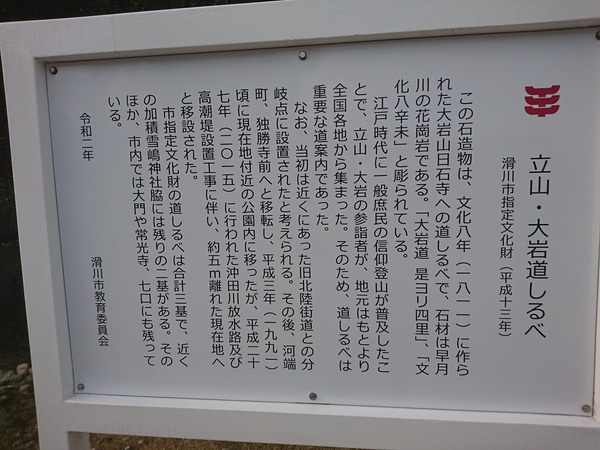 立山・大岩道しるべ
滑川市指定文化財（平成十三年）
この石造物は、文化八年（一八一一）に作ら
れた大岩山日石寺への道しるべで、石材は早月
川の花崗岩である。「大岩道 是ヨリ四里」、「文
化八辛未」と彫られている。
江戸時代に一般庶民の信仰登山が普及したこ
とで、立山・大岩の参詣者が、地元はもとより
全国各地から集まった。そのため、道しるべは
重要な道案内であった。
なお、当初は近くにあった旧北陸街道との分
岐点に設置されたと考えられる。その後、河端
町、独勝寺前へと移転し、平成三年（一九九一）
頃に現在地付近の公園内に移ったが、平成二十
七年（二〇一五）に行われた沖田川放水路及び
高潮堤設置工事に伴い、約五ｍ離れた現在地へ
と移設された。
市指定文化財の道しるべは合計三基で、近く
の加積雪嶋神社脇には残りの二基がある。その
ほか、市内では大門や常光寺、七口にも残って
いる。
令和二年
滑川市教育委員会